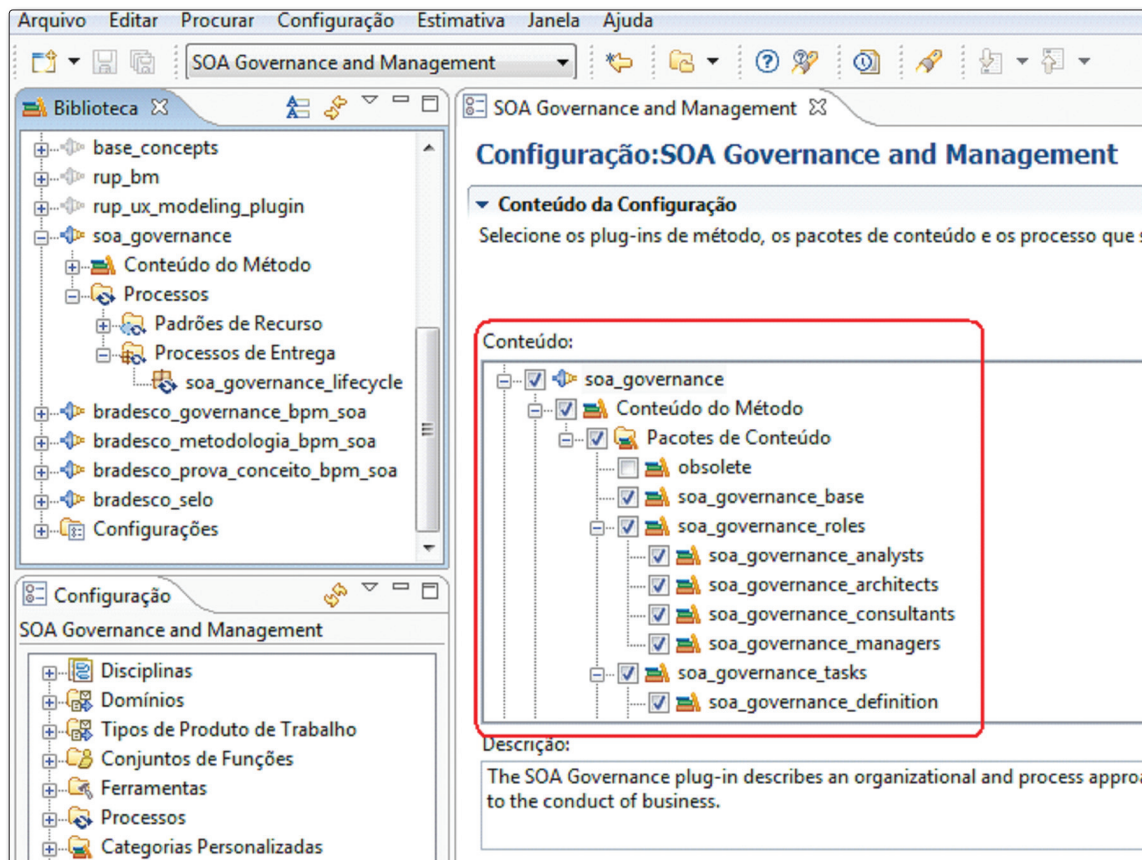 Arquivo Editar Procurar Configuração Estimativa Janela Ajuda
SOA Governance and Management
Biblioteca
base_concepts
rup_bm
rup_ux_modeling_plugin
soa_governance
Conteúdo do Método
Processos
Padrões de Recurso
Processos de Entrega
soa_governance_lifecycle
bradesco_governance_bpm_soa
bradesco_metodologia_bpm_soa
bradesco_prova_conceito_bpm_soa
bradesco_selo
Configurações
Configuração
SOA Governance and Management
Disciplinas
Domínios
Tipos de Produto de Trabalho
Conjuntos de Funções
Ferramentas
Processos
Categorias Personalizadas
SOA Governance and Management
Configuração:SOA Governance and Management
Conteúdo da Configuração
Selecione os plug-ins de método, os pacotes de conteúdo e os processo que s
Conteúdo:
soa_governance
Conteúdo do Método
Pacotes de Conteúdo
obsolete
soa_governance_base
soa_governance_roles
soa_governance_analysts
soa_governance_architects
soa_governance_consultants
soa_governance_managers
soa_governance_tasks
soa_governance_definition
Descrição:
The SOA Governance plug-in describes an organizational and process approa
to the conduct of business.